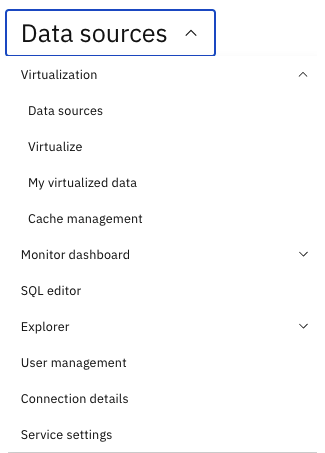 Data sources
Virtualization
Data sources
Virtualize
My virtualized data
Cache management
Monitor dashboard
SQL editor
Explorer
User management
Connection details
Service settings